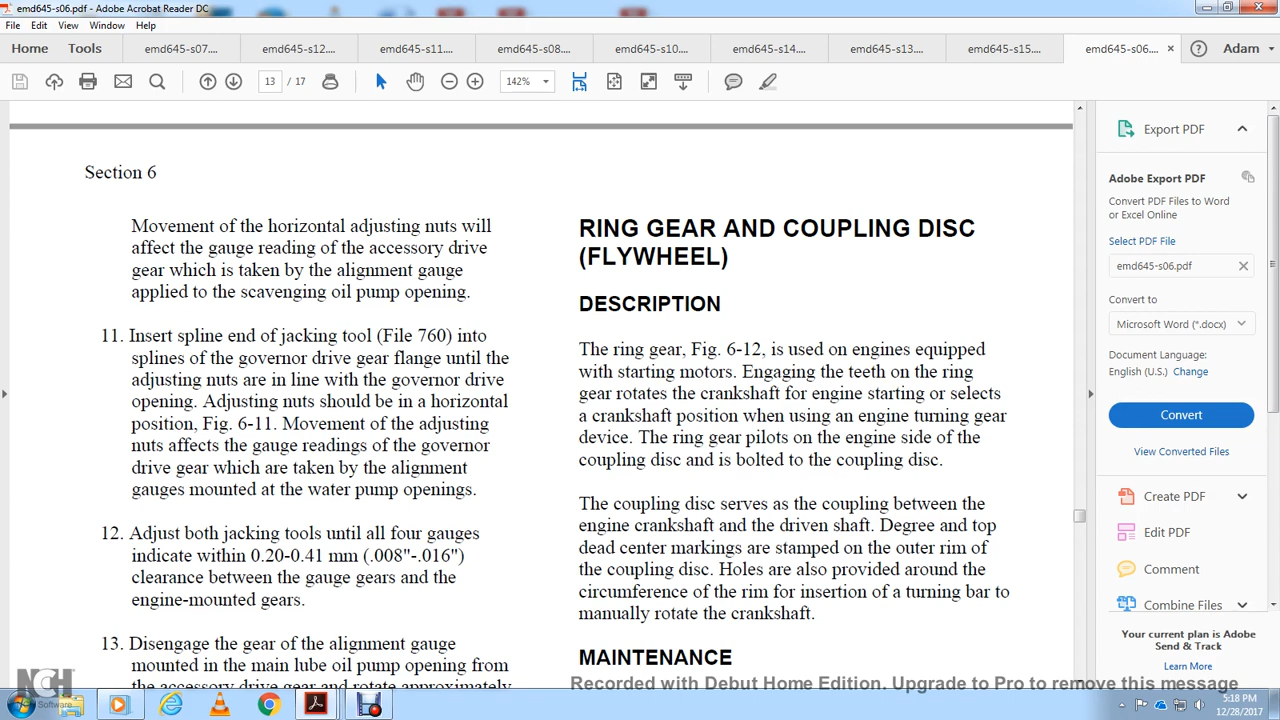 emd645-s06.pdf - Adobe Acrobat Reader DC
File Edit View Window Help
Home Tools emd645-s07... emd645-s12... emd645-s11... emd645-s08... emd645-s10... emd645-s14... emd645-s13... emd645-s15... emd645-s06... × ? Adam
13 / 17 142%
Section 6
Movement of the horizontal adjusting nuts will
affect the gauge reading of the accessory drive
gear which is taken by the alignment gauge
applied to the scavenging oil pump opening.
11. Insert spline end of jacking tool (File 760) into
splines of the governor drive gear flange until the
adjusting nuts are in line with the governor drive
opening. Adjusting nuts should be in a horizontal
position, Fig. 6-11. Movement of the adjusting
nuts affects the gauge readings of the governor
drive gear which are taken by the alignment
gauges mounted at the water pump openings.
12. Adjust both jacking tools until all four gauges
indicate within 0.20-0.41 mm (.008"-.016")
clearance between the gauge gears and the
engine-mounted gears.
13. Disengage the gear of the alignment gauge
mounted in the main lube oil pump opening from
the accessory drive gear and rotate approximately
RING GEAR AND COUPLING DISC
(FLYWHEEL)
DESCRIPTION
The ring gear, Fig. 6-12, is used on engines equipped
with starting motors. Engaging the teeth on the ring
gear rotates the crankshaft for engine starting or selects
a crankshaft position when using an engine turning gear
device. The ring gear pilots on the engine side of the
coupling disc and is bolted to the coupling disc.
The coupling disc serves as the coupling between the
engine crankshaft and the driven shaft. Degree and top
dead center markings are stamped on the outer rim of
the coupling disc. Holes are also provided around the
circumference of the rim for insertion of a turning bar to
manually rotate the crankshaft.
MAINTENANCE
Export PDF
Adobe Export PDF
Convert PDF Files to Word
or Excel Online
Select PDF File
emd645-s06.pdf
Convert to
Microsoft Word (*.docx)
Document Language:
English (U.S.) Change
Convert
View Converted Files
Create PDF
Edit PDF
Comment
Combine Files
Your current plan is Adobe
Send & Track
Learn More
NCH
Software
Recorded with Debut Home Edition. Upgrade to Pro to remove this message
5:18 PM
12/28/2017